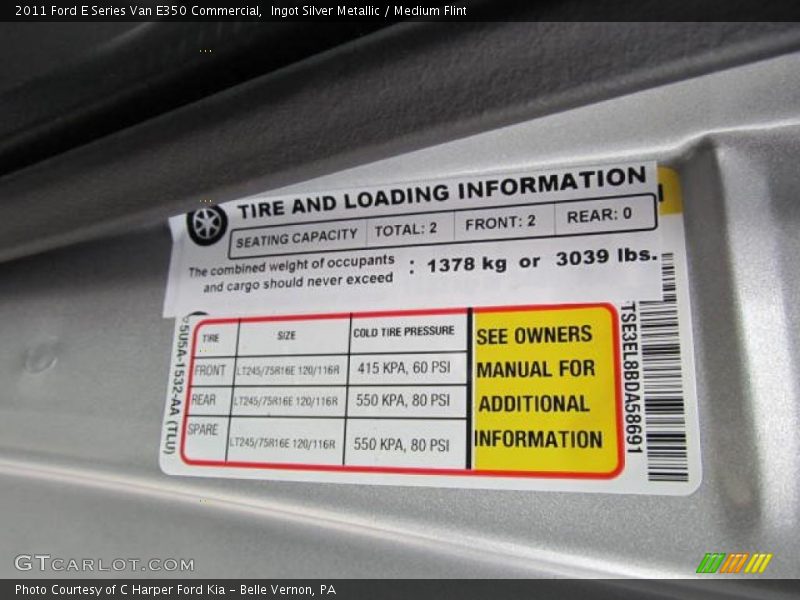 2011 Ford E Series Van E350 Commercial, Ingot Silver Metallic / Medium Flint
TIRE AND LOADING INFORMATION
SEATING CAPACITY TOTAL: 2 FRONT: 2 REAR: 0
The combined weight of occupants
and cargo should never exceed : 1378 kg or 3039 lbs.
TIRE SIZE COLD TIRE PRESSURE
FRONT LT245/75R16E 120/116R 415 KPA, 60 PSI
REAR LT245/75R16E 120/116R 550 KPA, 80 PSI
SPARE LT245/75R16E 120/116R 550 KPA, 80 PSI
SEE OWNERS
MANUAL FOR
ADDITIONAL
INFORMATION
5U5A-1532-AA (TLU)
TSE3EL8BDA58691
GTCARLOT.COM
Photo Courtesy of C Harper Ford Kia – Belle Vernon, PA